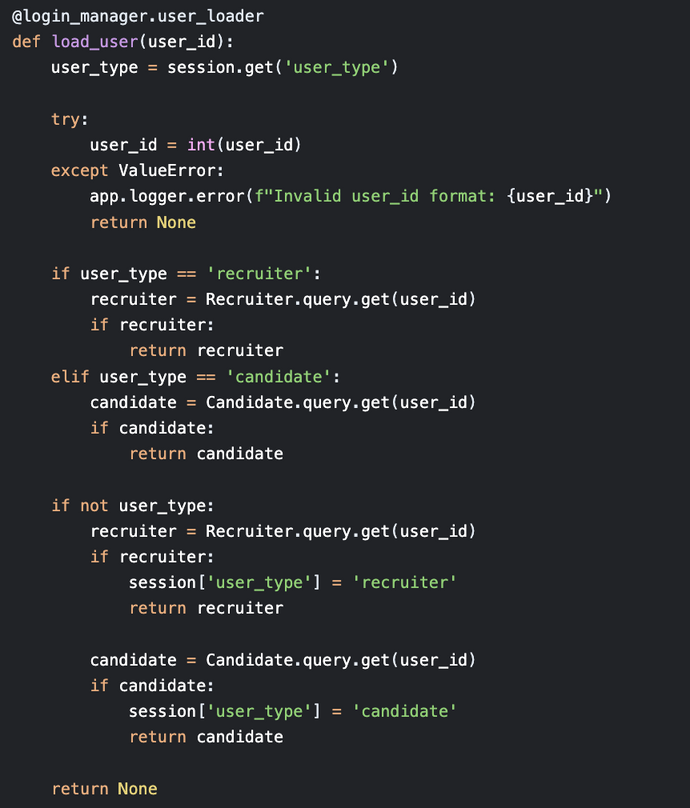 @login_manager.user_loader
def load_user(user_id):
    user_type = session.get('user_type')

    try:
        user_id = int(user_id)
    except ValueError:
        app.logger.error(f"Invalid user_id format: {user_id}")
        return None

    if user_type == 'recruiter':
        recruiter = Recruiter.query.get(user_id)
        if recruiter:
            return recruiter
    elif user_type == 'candidate':
        candidate = Candidate.query.get(user_id)
        if candidate:
            return candidate

    if not user_type:
        recruiter = Recruiter.query.get(user_id)
        if recruiter:
            session['user_type'] = 'recruiter'
            return recruiter

        candidate = Candidate.query.get(user_id)
        if candidate:
            session['user_type'] = 'candidate'
            return candidate

    return None